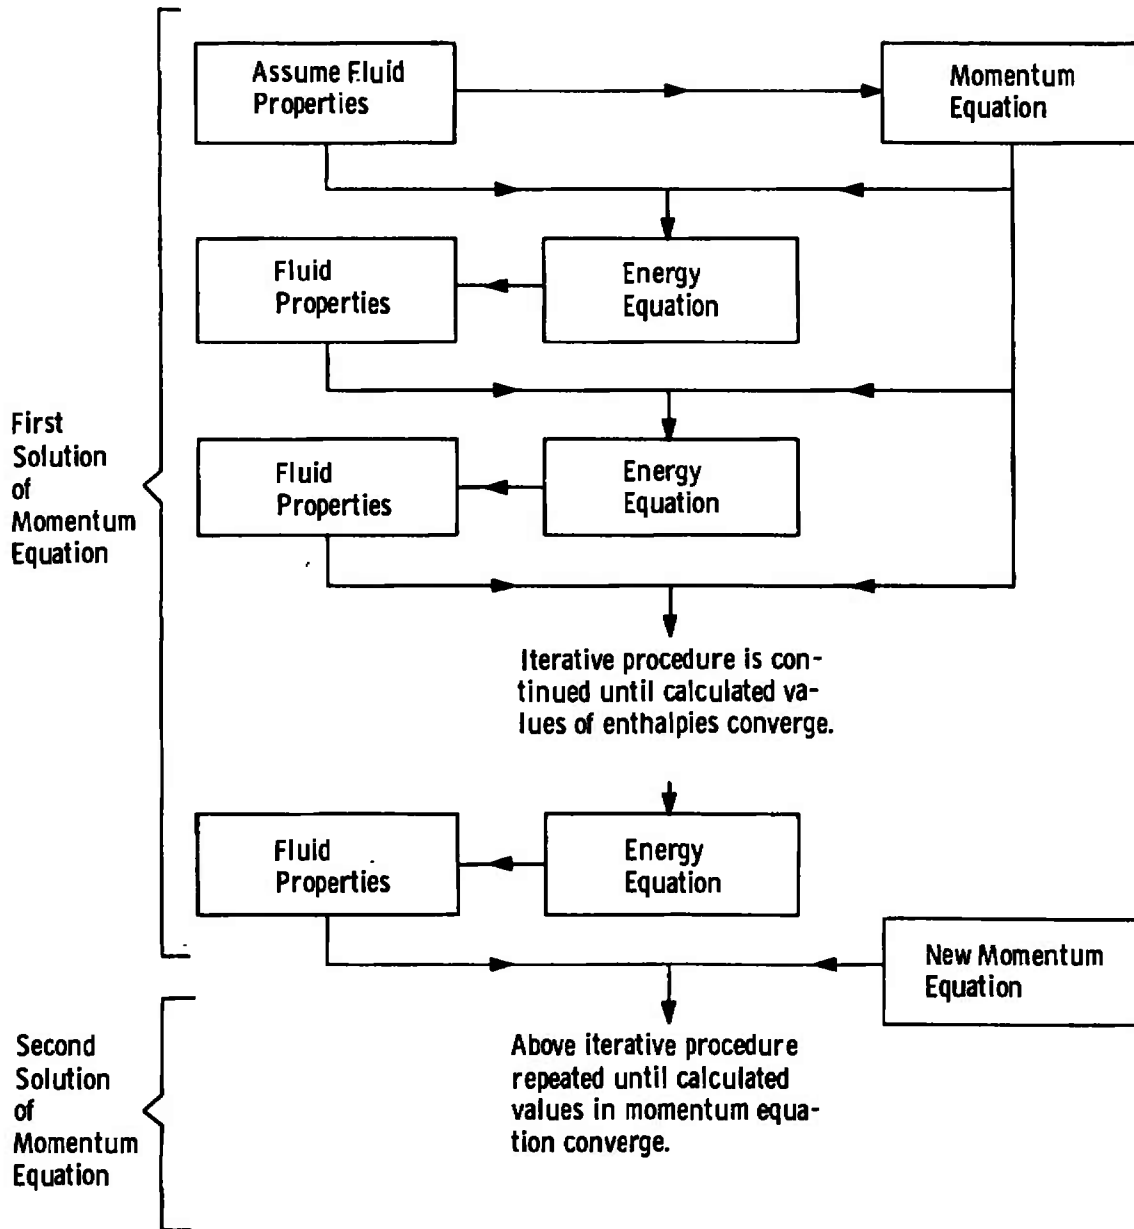 Assume Fluid
Properties
Momentum
Equation
Fluid
Properties
Energy
Equation
First
Solution
of
Momentum
Equation
Fluid
Properties
Energy
Equation
Iterative procedure is con-
tinued until calculated va-
lues of enthalpies converge.
Fluid
Properties
Energy
Equation
New Momentum
Equation
Second
Solution
of
Momentum
Equation
Above iterative procedure
repeated until calculated
values in momentum equa-
tion converge.